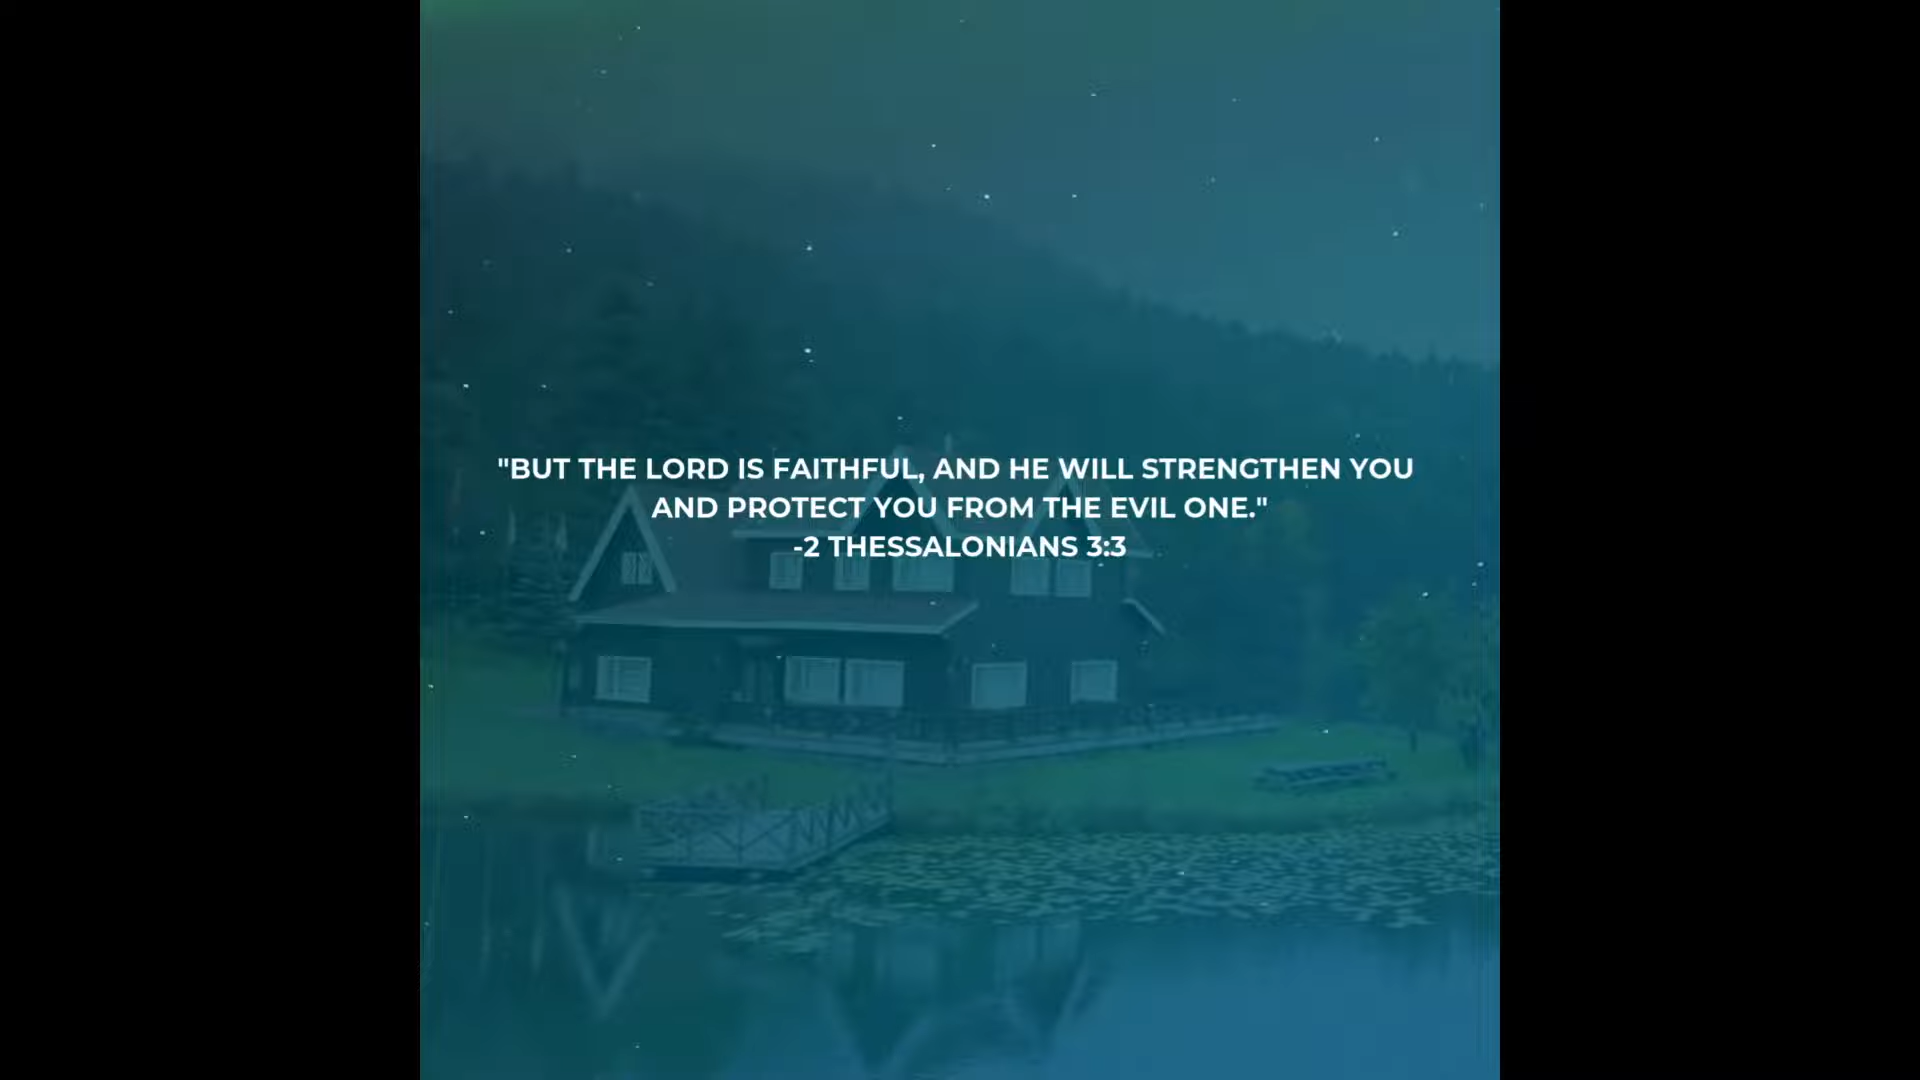 "BUT THE LORD IS FAITHFUL, AND HE WILL STRENGTHEN YOU
AND PROTECT YOU FROM THE EVIL ONE."
-2 THESSALONIANS 3:3